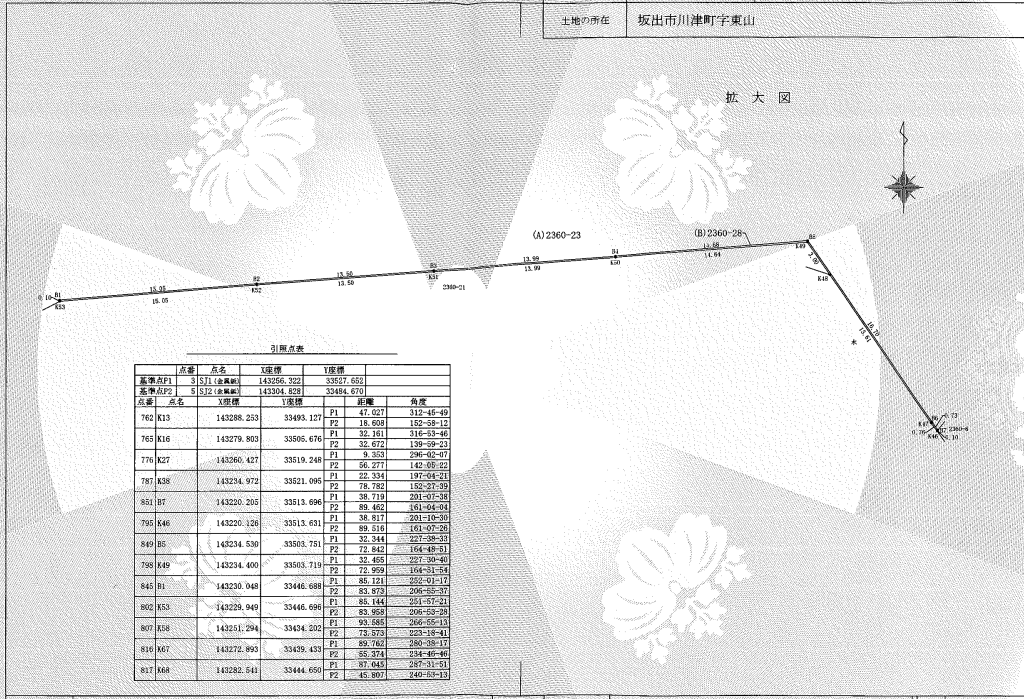 土地の所在 坂出市川津町字東山
拡大図
(A)2360-23
(B)2360-28
B5
K49
14.68
14.64
B4
K50
13.99
13.99
B3
K51
2360-21
13.50
13.50
B2
K52
15.05
15.05
0.10
B1
K53
K48
16.70
15.81
水
B6
0.73
K47
B7
2360-6
0.76
K46
0.10
引照点表
点番 点名 X座標 Y座標
基準点P1 3 SJ1(金属鋲) 143256.322 33527.652
基準点P2 5 SJ2(金属鋲) 143304.828 33484.670
点番 点名 X座標 Y座標 距離 角度
762 K13 143288.253 33493.127 P1 47.027 312-45-49
P2 18.608 152-58-12
765 K16 143279.803 33505.676 P1 32.161 316-53-46
P2 32.672 139-59-23
776 K27 143260.427 33519.248 P1 9.353 296-02-07
P2 56.277 142-05-22
787 K38 143234.972 33521.095 P1 22.334 197-04-21
P2 78.782 152-27-39
851 B7 143220.205 33513.696 P1 38.719 201-07-38
P2 89.462 161-04-04
795 K46 143220.126 33513.631 P1 38.817 201-10-30
P2 89.516 161-07-26
849 B5 143234.530 33503.751 P1 32.344 227-38-33
P2 72.842 164-48-51
798 K49 143234.400 33503.719 P1 32.455 227-30-40
P2 72.959 164-51-54
845 B1 143230.048 33446.688 P1 85.121 252-01-17
P2 83.873 206-55-37
802 K53 143229.949 33446.696 P1 85.144 251-57-21
P2 83.958 206-53-28
807 K58 143251.294 33434.202 P1 93.585 266-55-13
P2 73.573 223-18-41
816 K67 143272.893 33439.433 P1 89.762 280-38-17
P2 55.374 234-46-46
817 K68 143282.541 33444.650 P1 87.045 287-31-51
P2 45.807 240-53-13